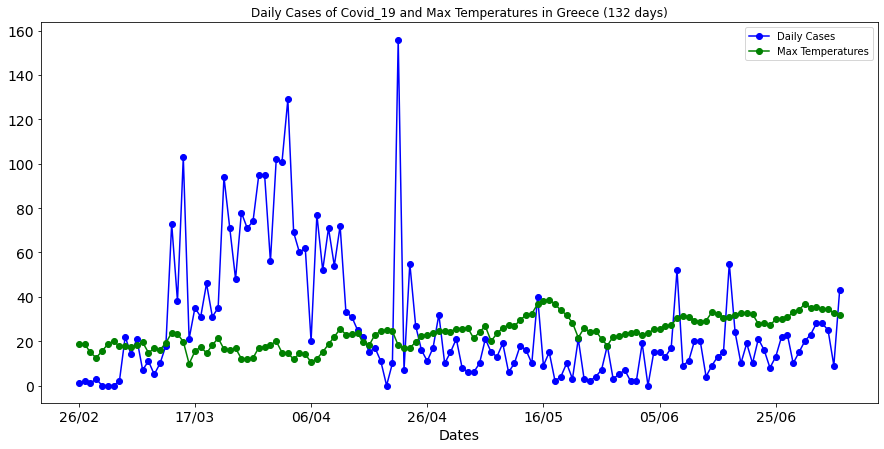 Daily Cases of Covid_19 and Max Temperatures in Greece (132 days)
Daily Cases
Max Temperatures
160
140
120
100
80
60
40
20
0
26/02 17/03 06/04 26/04 16/05 05/06 25/06
Dates